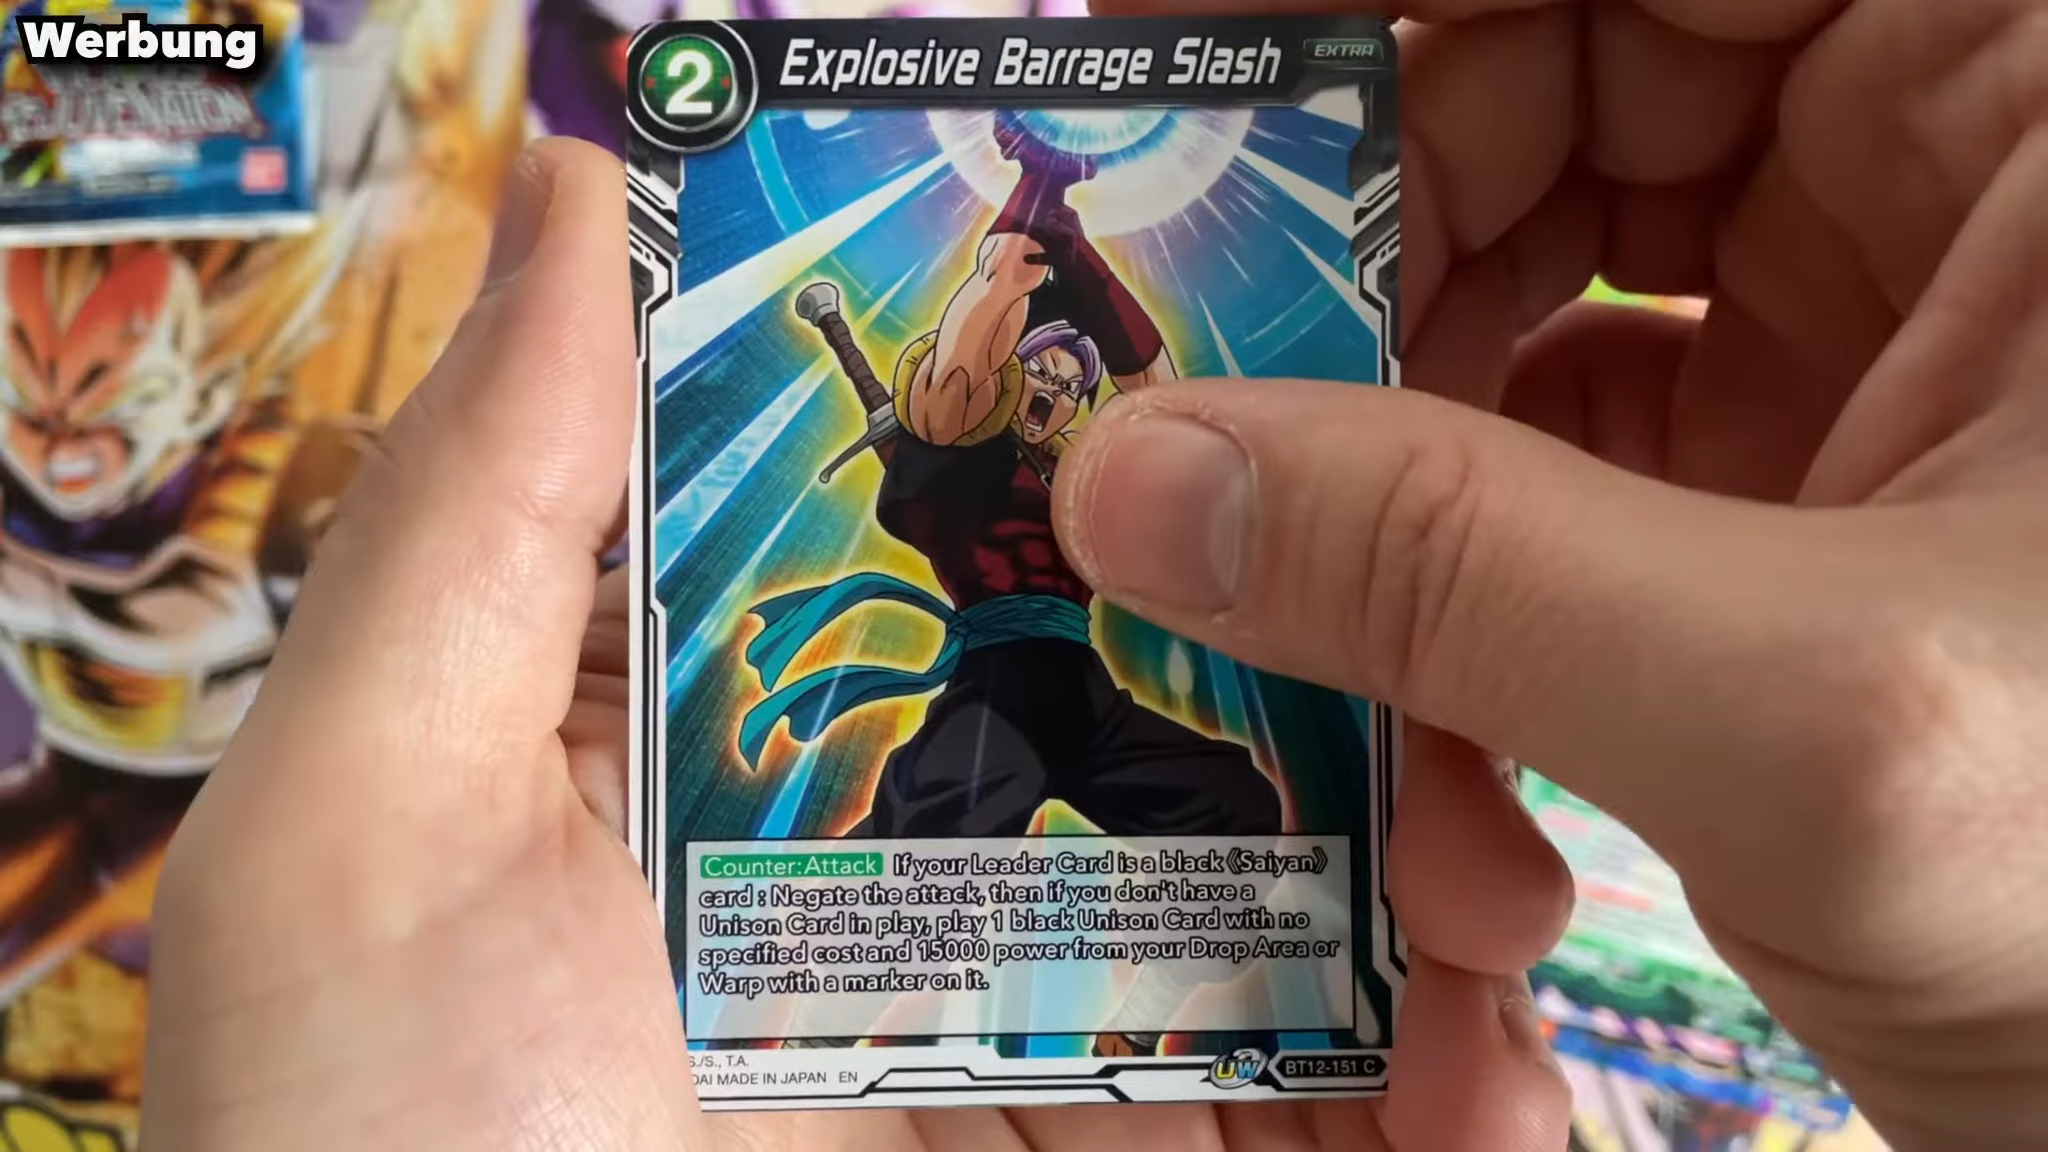 Werbung
2
Explosive Barrage Slash
EXTRA
Counter:Attack If your Leader Card is a black 《Saiyan》
card : Negate the attack, then if you don't have a
Unison Card in play, play 1 black Unison Card with no
specified cost and 15000 power from your Drop Area or
Warp with a marker on it.
S./S., T.A.
DAI MADE IN JAPAN EN
UW
BT12-151 C